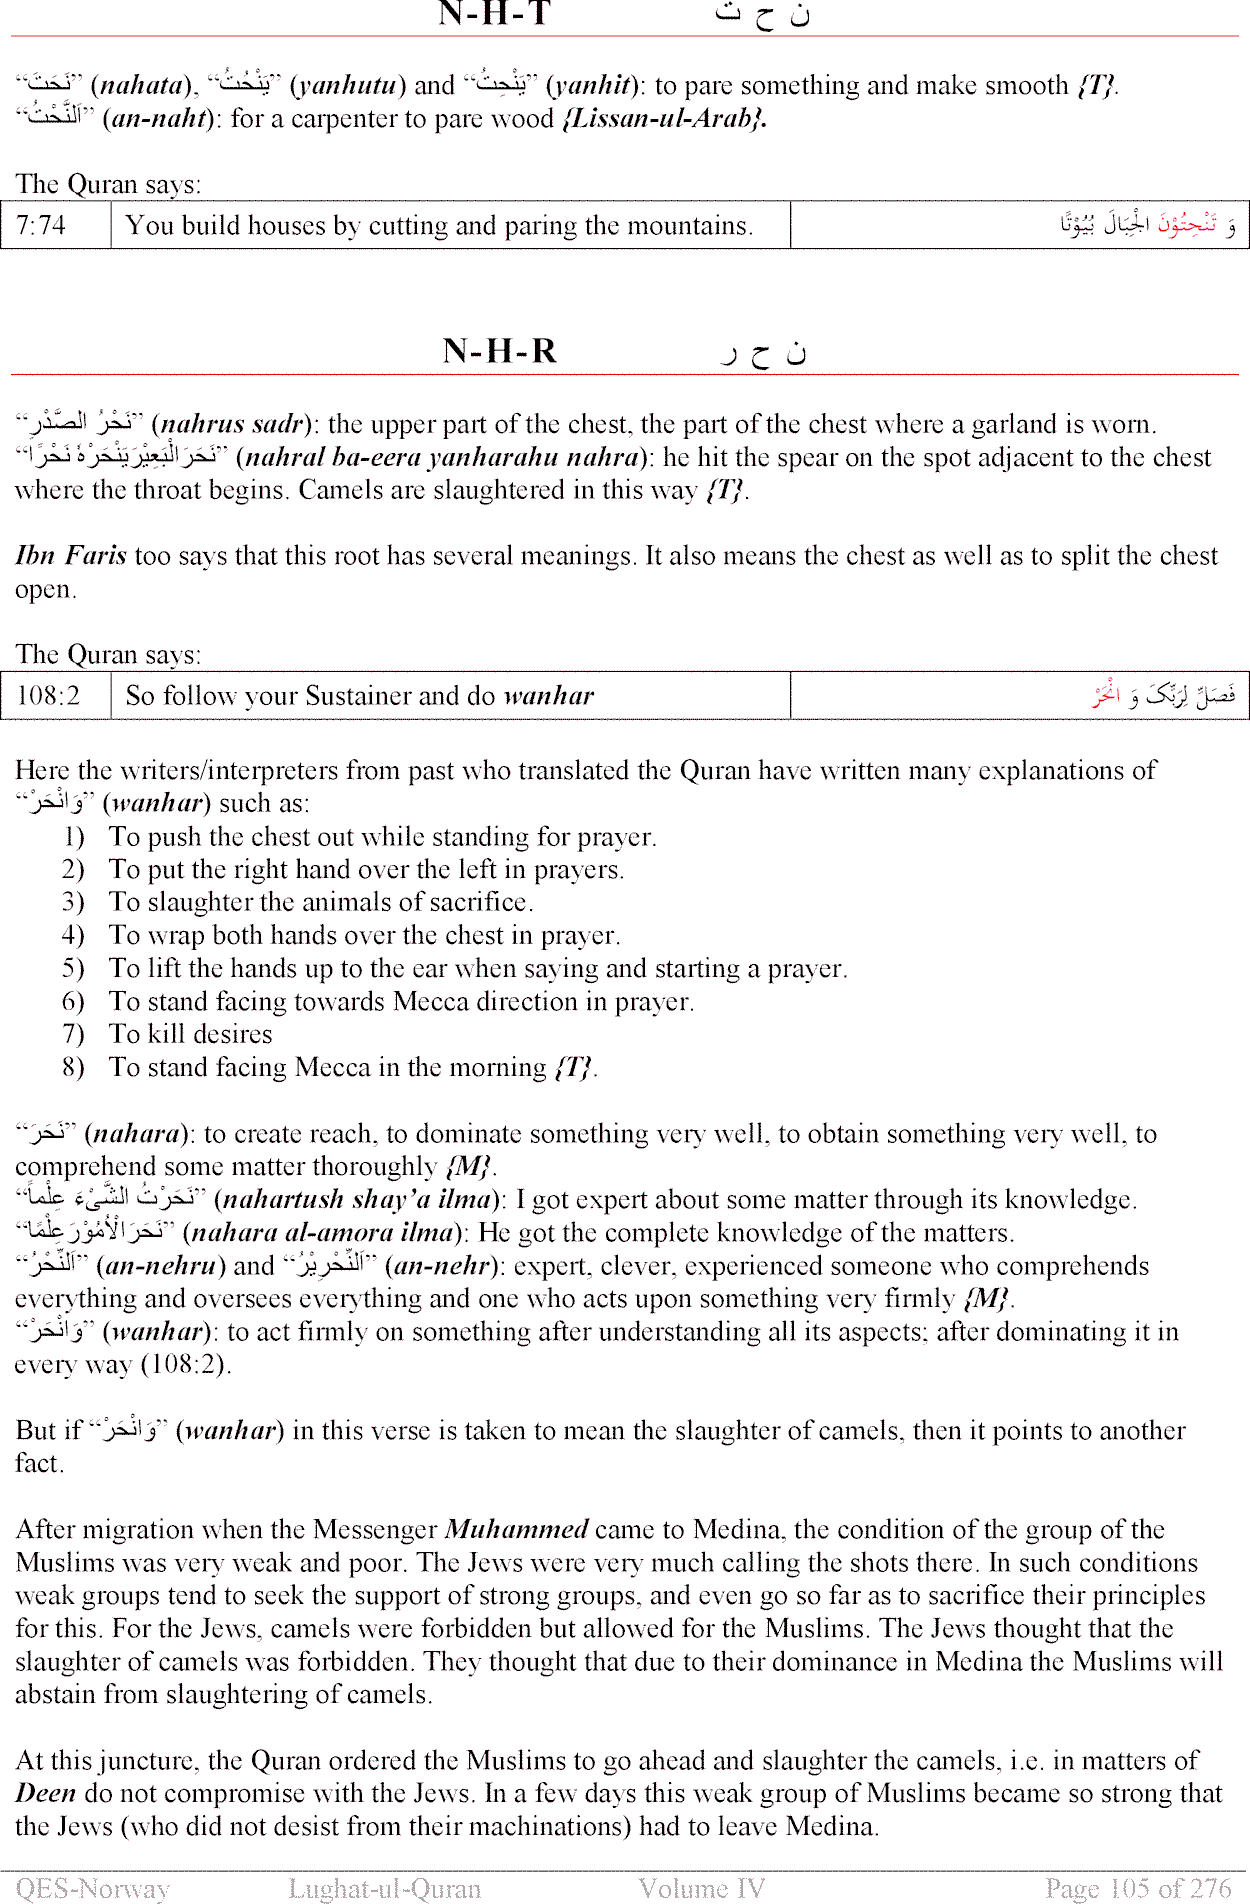 N-H-T ن ح ت
“نَحَتَ” (nahata), “يَنْحُتُ” (yanhutu) and “يَنْحِتُ” (yanhit): to pare something and make smooth {T}.
“اَلنَّحْتُ” (an-naht): for a carpenter to pare wood {Lissan-ul-Arab}.
The Quran says:
7:74 You build houses by cutting and paring the mountains. وَ تَنْحِتُوْنَ الْجِبَالَ بُيُوْتًا
N-H-R ن ح ر
“نَحْرُ الصَّدْرِ” (nahrus sadr): the upper part of the chest, the part of the chest where a garland is worn.
“نَحَرَ الْبَعِيْرَ يَنْحَرُهٗ نَحْرًا” (nahral ba-eera yanharahu nahra): he hit the spear on the spot adjacent to the chest
where the throat begins. Camels are slaughtered in this way {T}.
Ibn Faris too says that this root has several meanings. It also means the chest as well as to split the chest
open.
The Quran says:
108:2 So follow your Sustainer and do wanhar فَصَلِّ لِرَبِّکَ وَ انْحَرْ
Here the writers/interpreters from past who translated the Quran have written many explanations of
“وَانْحَرْ” (wanhar) such as:
1) To push the chest out while standing for prayer.
2) To put the right hand over the left in prayers.
3) To slaughter the animals of sacrifice.
4) To wrap both hands over the chest in prayer.
5) To lift the hands up to the ear when saying and starting a prayer.
6) To stand facing towards Mecca direction in prayer.
7) To kill desires
8) To stand facing Mecca in the morning {T}.
“نَحَرَ” (nahara): to create reach, to dominate something very well, to obtain something very well, to
comprehend some matter thoroughly {M}.
“نَحَرْتُ الشَّیْءَ عِلْماً” (nahartush shay’a ilma): I got expert about some matter through its knowledge.
“نَحَرَ الْاُمُوْرَ عِلْمًا” (nahara al-amora ilma): He got the complete knowledge of the matters.
“اَلنِّحْرُ” (an-nehru) and “اَلنِّحْرِيْرُ” (an-nehr): expert, clever, experienced someone who comprehends
everything and oversees everything and one who acts upon something very firmly {M}.
“وَانْحَرْ” (wanhar): to act firmly on something after understanding all its aspects; after dominating it in
every way (108:2).
But if “وَانْحَرْ” (wanhar) in this verse is taken to mean the slaughter of camels, then it points to another
fact.
After migration when the Messenger Muhammed came to Medina, the condition of the group of the
Muslims was very weak and poor. The Jews were very much calling the shots there. In such conditions
weak groups tend to seek the support of strong groups, and even go so far as to sacrifice their principles
for this. For the Jews, camels were forbidden but allowed for the Muslims. The Jews thought that the
slaughter of camels was forbidden. They thought that due to their dominance in Medina the Muslims will
abstain from slaughtering of camels.
At this juncture, the Quran ordered the Muslims to go ahead and slaughter the camels, i.e. in matters of
Deen do not compromise with the Jews. In a few days this weak group of Muslims became so strong that
the Jews (who did not desist from their machinations) had to leave Medina.
QES-Norway Lughat-ul-Quran Volume IV Page 105 of 276